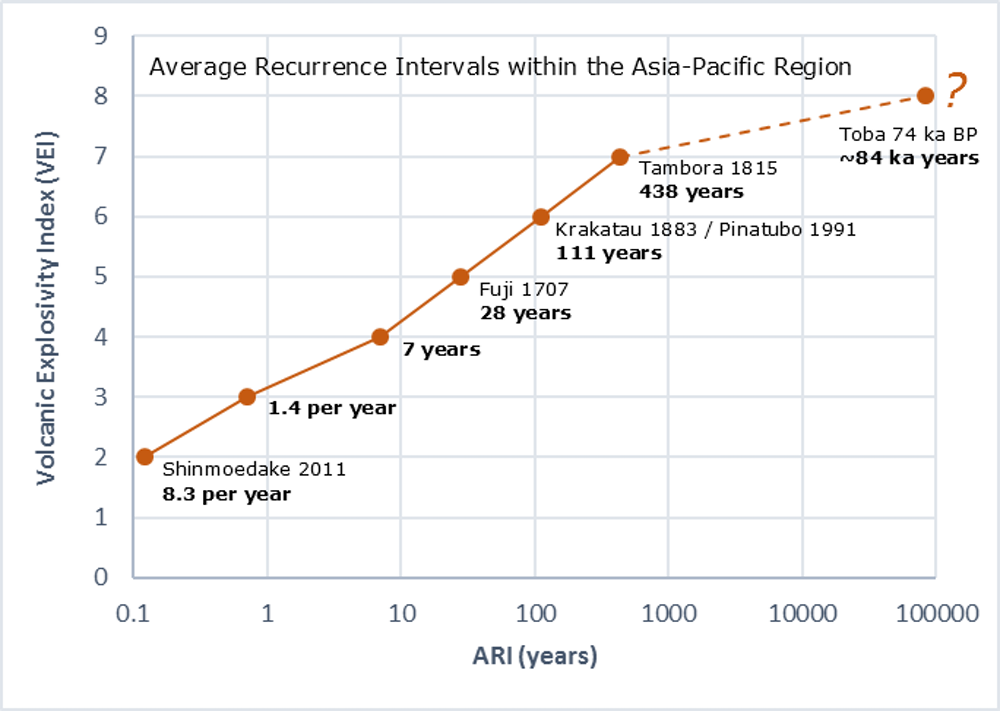 Average Recurrence Intervals within the Asia-Pacific Region
Volcanic Explosivity Index (VEI)
9
8
7
6
5
4
3
2
1
0
?
Toba 74 ka BP
~84 ka years
Tambora 1815
438 years
Krakatau 1883 / Pinatubo 1991
111 years
Fuji 1707
28 years
7 years
1.4 per year
Shinmoedake 2011
8.3 per year
0.1 1 10 100 1000 10000 100000
ARI (years)